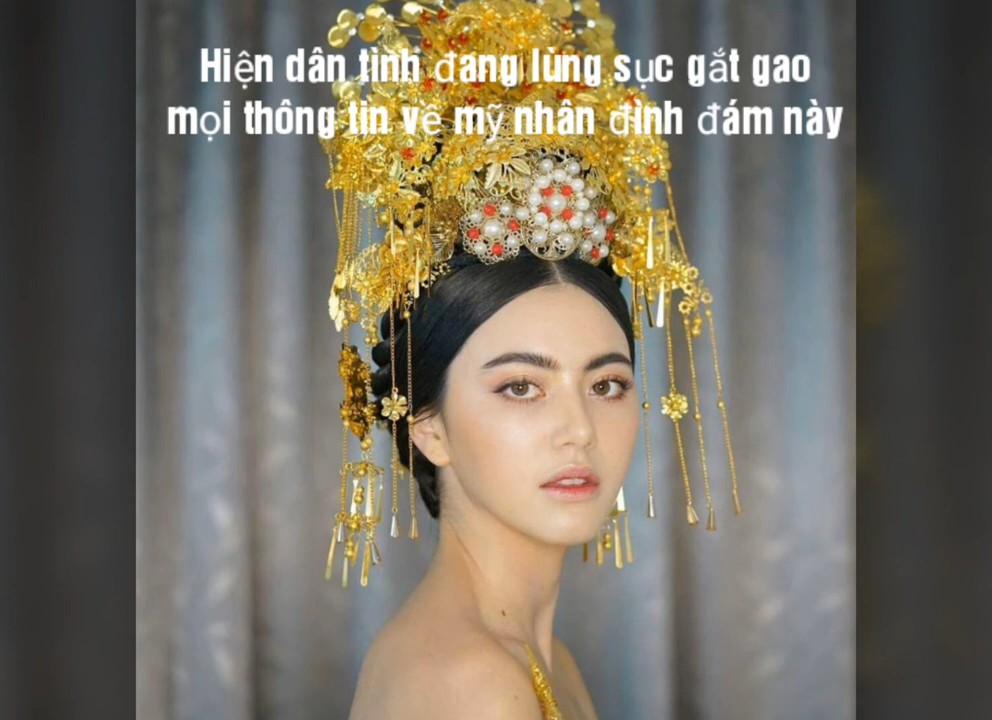 Hiện dân tình đang lùng sục gắt gao
mọi thông tin về mỹ nhân đình đám này